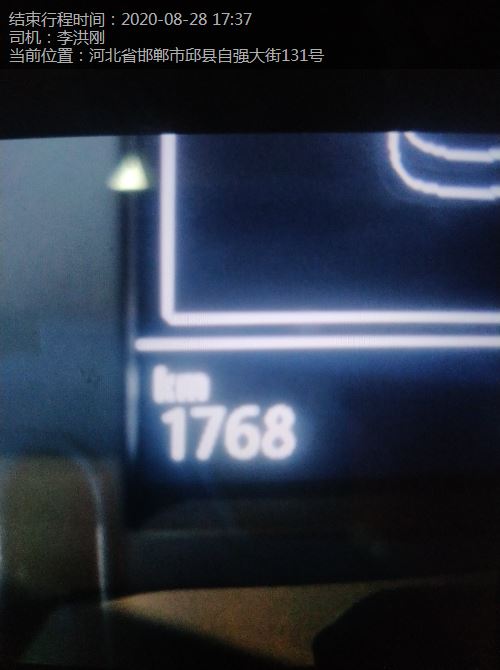 结束行程时间：2020-08-28 17:37
司机：李洪刚
当前位置：河北省邯郸市邱县自强大街131号
km
1768